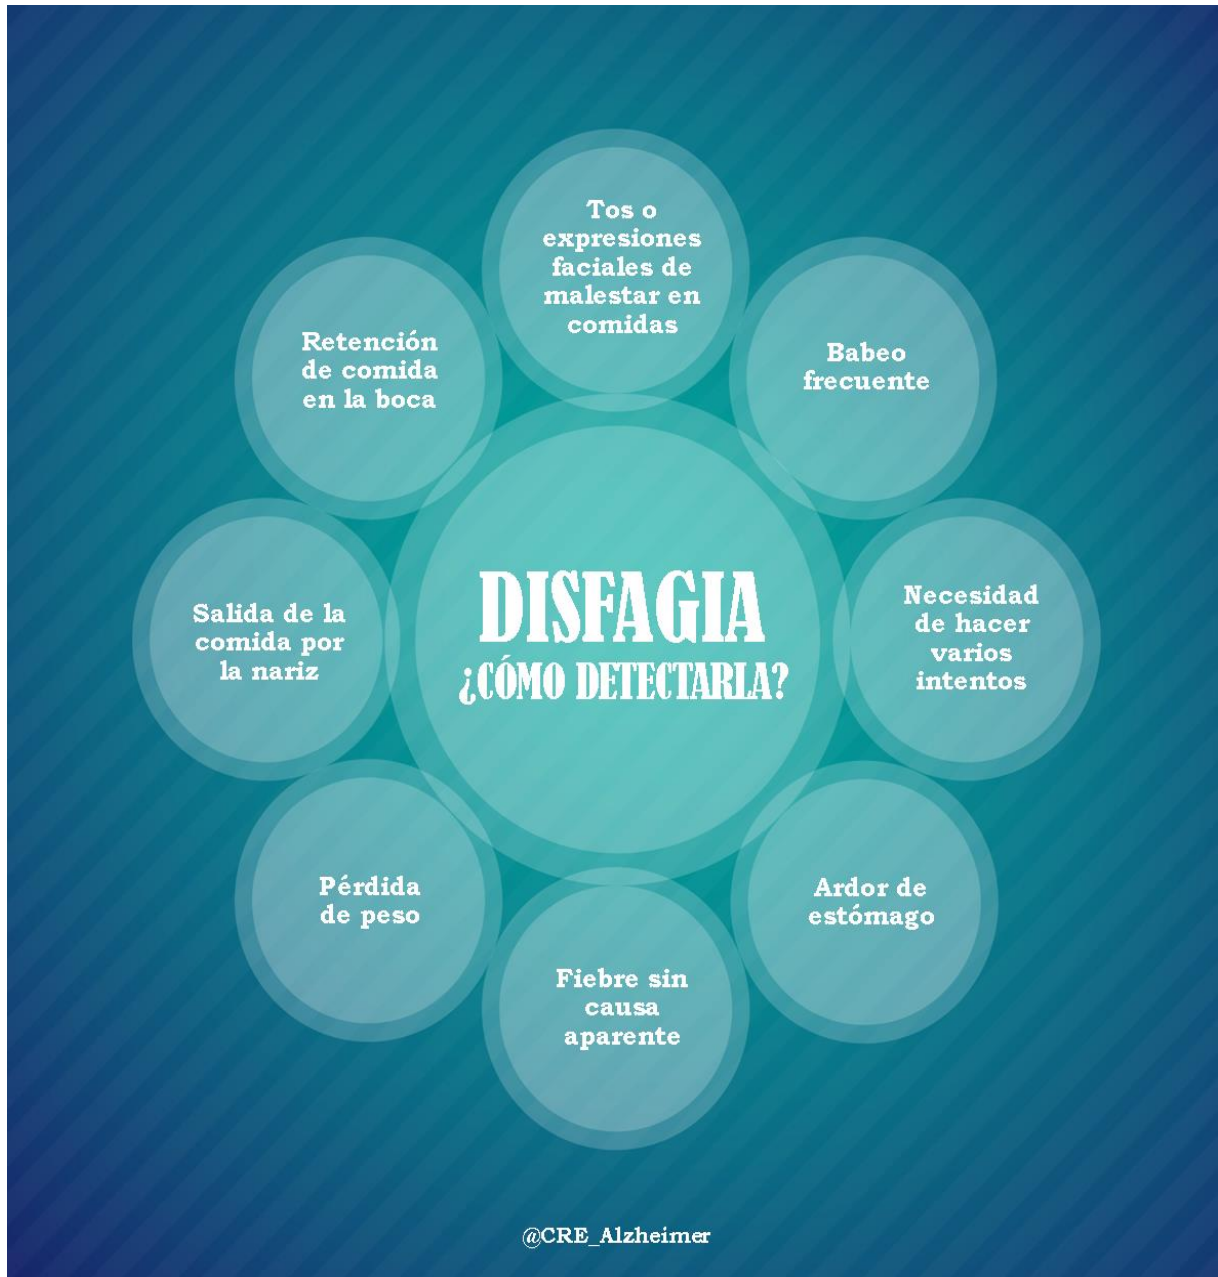 DISFAGIA
¿CÓMO DETECTARLA?
Tos o
expresiones
faciales de
malestar en
comidas
Babeo
frecuente
Necesidad
de hacer
varios
intentos
Ardor de
estómago
Fiebre sin
causa
aparente
Pérdida
de peso
Salida de la
comida por
la nariz
Retención
de comida
en la boca
@CRE_Alzheimer